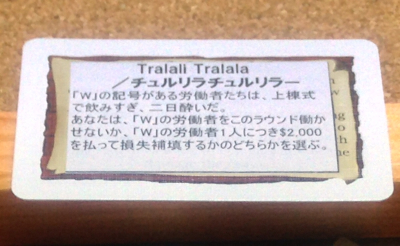 Tralali Tralala
／チュルリラチュルリラー
「W」の記号がある労働者たちは、上棟式
で飲みすぎ、二日酔いだ。
あなたは、「W」の労働者をこのラウンド働か
せないか、「W」の労働者1人につき$2,000
を払って損失補填するかのどちらかを選ぶ。